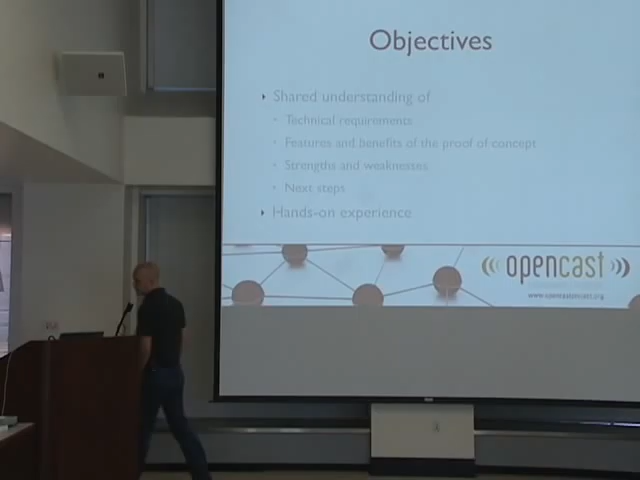 Objectives
Shared understanding of
Technical requirements
Features and benefits of the proof of concept
Strengths and weaknesses
Next steps
Hands-on experience
opencast
www.opencastproject.org